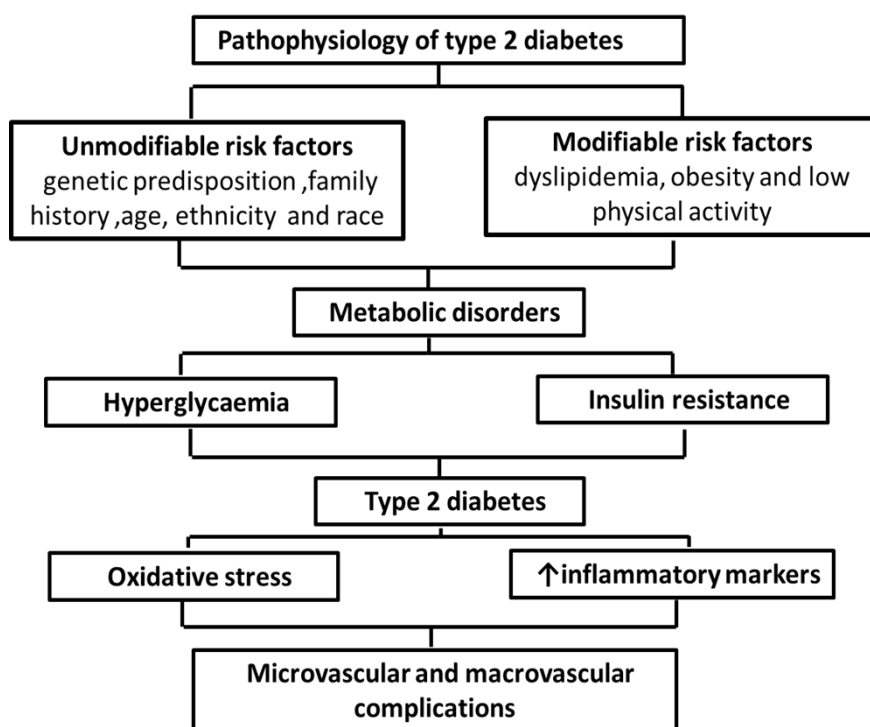 Pathophysiology of type 2 diabetes
Unmodifiable risk factors
genetic predisposition ,family
history ,age, ethnicity and race
Modifiable risk factors
dyslipidemia, obesity and low
physical activity
Metabolic disorders
Hyperglycaemia
Insulin resistance
Type 2 diabetes
Oxidative stress
↑inflammatory markers
Microvascular and macrovascular
complications